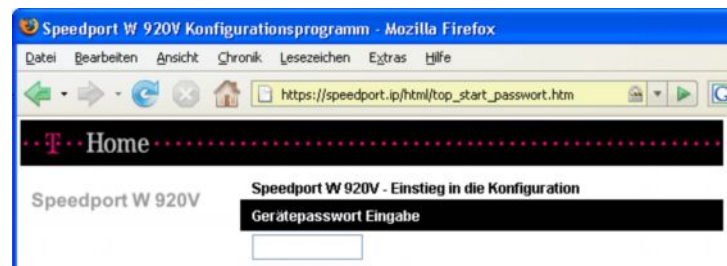 Speedport W 920V Konfigurationsprogramm - Mozilla Firefox
Datei Bearbeiten Ansicht Chronik Lesezeichen Extras Hilfe
https://speedport.ip/html/top_start_passwort.htm
G
··T··Home
Speedport W 920V
Speedport W 920V - Einstieg in die Konfiguration
Gerätepasswort Eingabe